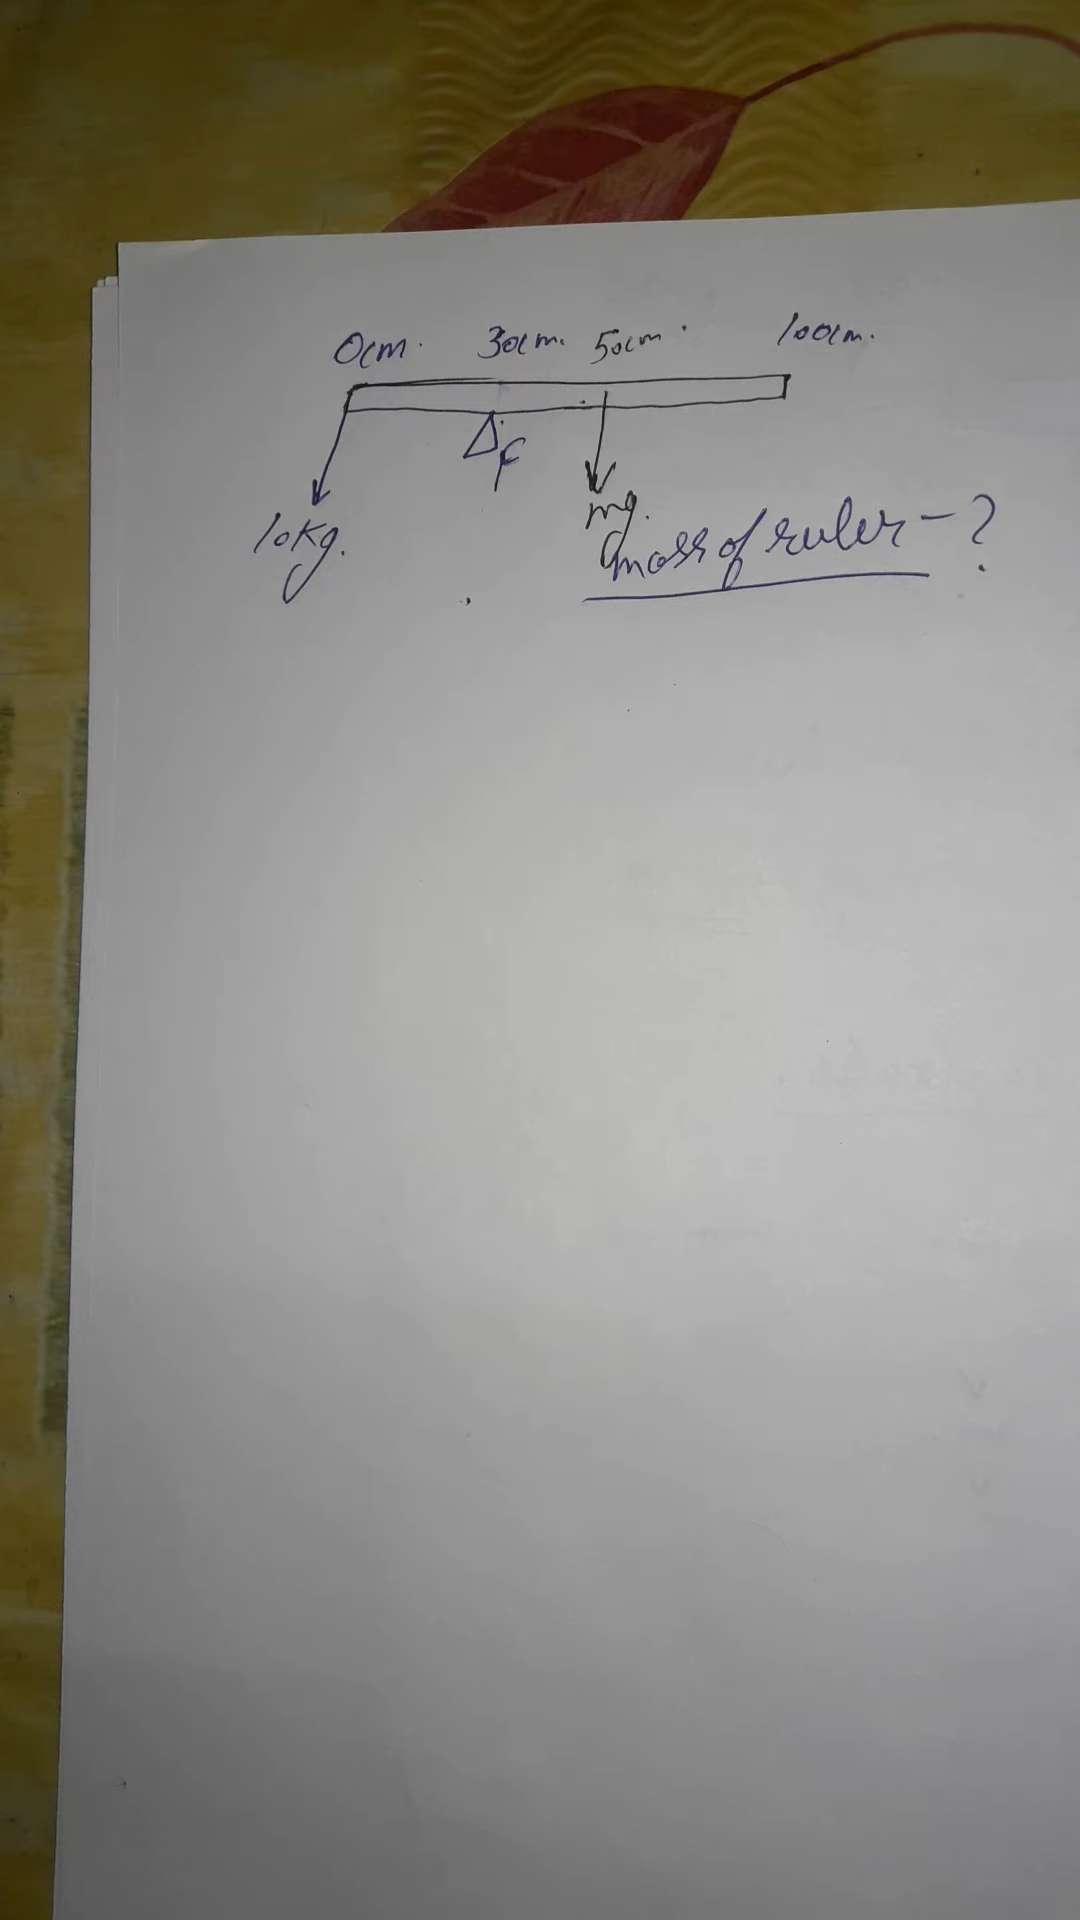 0cm. 30cm. 50cm. 100cm.
F
10Kg.
mg.
mass of ruler - ?